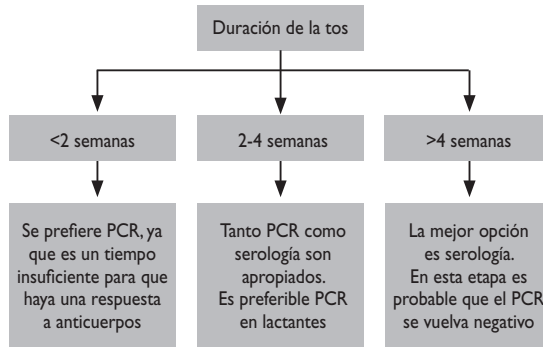 Duración de la tos
<2 semanas
2-4 semanas
>4 semanas
Se prefiere PCR, ya
que es un tiempo
insuficiente para que
haya una respuesta
a anticuerpos
Tanto PCR como
serología son
apropiados.
Es preferible PCR
en lactantes
La mejor opción
es serología.
En esta etapa es
probable que el PCR
se vuelva negativo